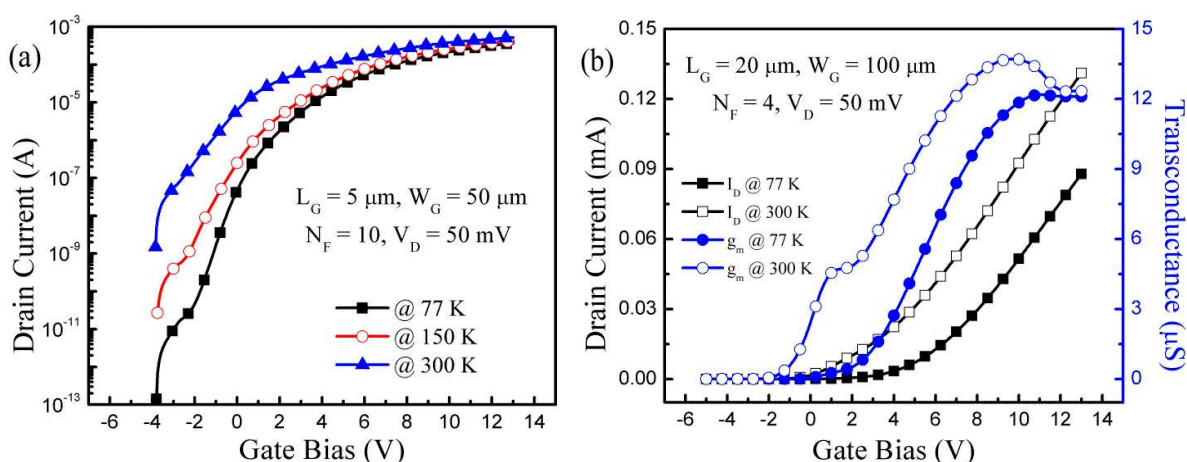 (a)
Drain Current (A)
10⁻³
10⁻⁵
10⁻⁷
10⁻⁹
10⁻¹¹
10⁻¹³
L_G = 5 μm, W_G = 50 μm
N_F = 10, V_D = 50 mV
@ 77 K
@ 150 K
@ 300 K
-6 -4 -2 0 2 4 6 8 10 12 14
Gate Bias (V)
(b)
Drain Current (mA)
0.15
0.12
0.09
0.06
0.03
0.00
L_G = 20 μm, W_G = 100 μm
N_F = 4, V_D = 50 mV
I_D @ 77 K
I_D @ 300 K
g_m @ 77 K
g_m @ 300 K
15
12
9
6
3
0
Transconductance (μS)
-6 -4 -2 0 2 4 6 8 10 12 14
Gate Bias (V)